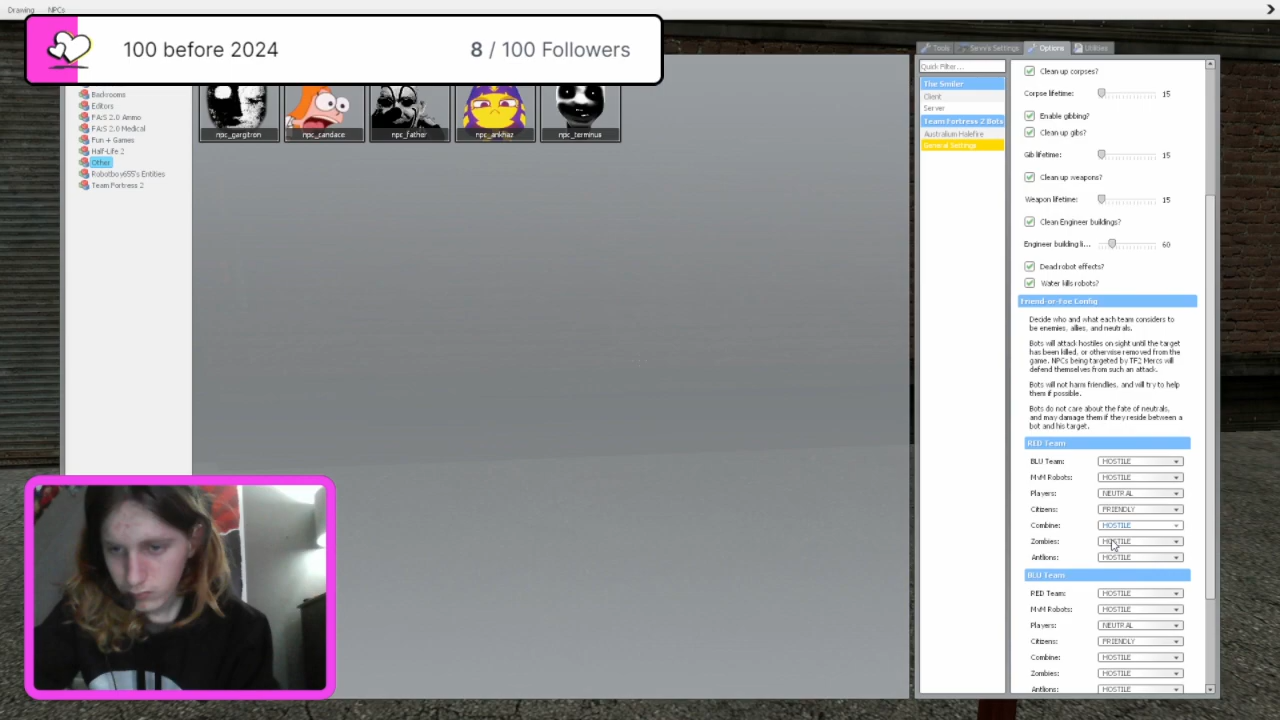 Drawing NPCs
100 before 2024
8 / 100 Followers
Tools
Savv's Settings
Options
Utilities
Backrooms
Editors
FA:S 2.0 Ammo
FA:S 2.0 Medical
Fun + Games
Half-Life 2
Other
Robotboy655's Entities
Team Fortress 2
npc_gargitron
npc_candace
npc_father
npc_ankhaz
npc_terminus
Quick Filter...
The Smiler
Client
Server
Team Fortress 2 Bots
Australium Halefire
General Settings
Clean up corpses?
Corpse lifetime: 15
Enable gibbing?
Clean up gibs?
Gib lifetime: 15
Clean up weapons?
Weapon lifetime: 15
Clean Engineer buildings?
Engineer building li... 60
Dead robot effects?
Water kills robots?
Friend-or-Foe Config
Decide who and what each team considers to
be enemies, allies, and neutrals.
Bots will attack hostiles on sight until the target
has been killed, or otherwise removed from the
game. NPCs being targeted by TF2 Mercs will
defend themselves from such an attack.
Bots will not harm friendlies, and will try to help
them if possible.
Bots do not care about the fate of neutrals,
and may damage them if they reside between a
bot and his target.
RED Team
BLU Team: HOSTILE
MvM Robots: HOSTILE
Players: NEUTRAL
Citizens: FRIENDLY
Combine: HOSTILE
Zombies: HOSTILE
Antlions: HOSTILE
BLU Team
RED Team: HOSTILE
MvM Robots: HOSTILE
Players: NEUTRAL
Citizens: FRIENDLY
Combine: HOSTILE
Zombies: HOSTILE
Antlions: HOSTILE